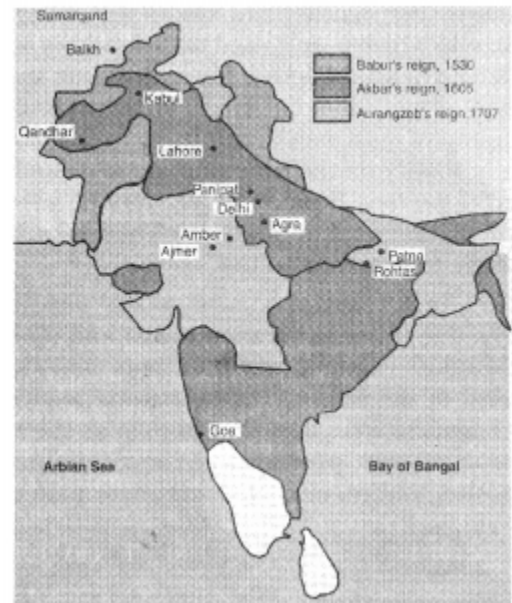 Samarqand
Balkh
Kabul
Qandhar
Lahore
Panipat
Delhi
Agra
Amber
Ajmer
Patna
Rohtas
Goa
Arbian Sea
Bay of Bangal
Babur's reign, 1530
Akbar's reign, 1605
Aurangzeb's reign 1707